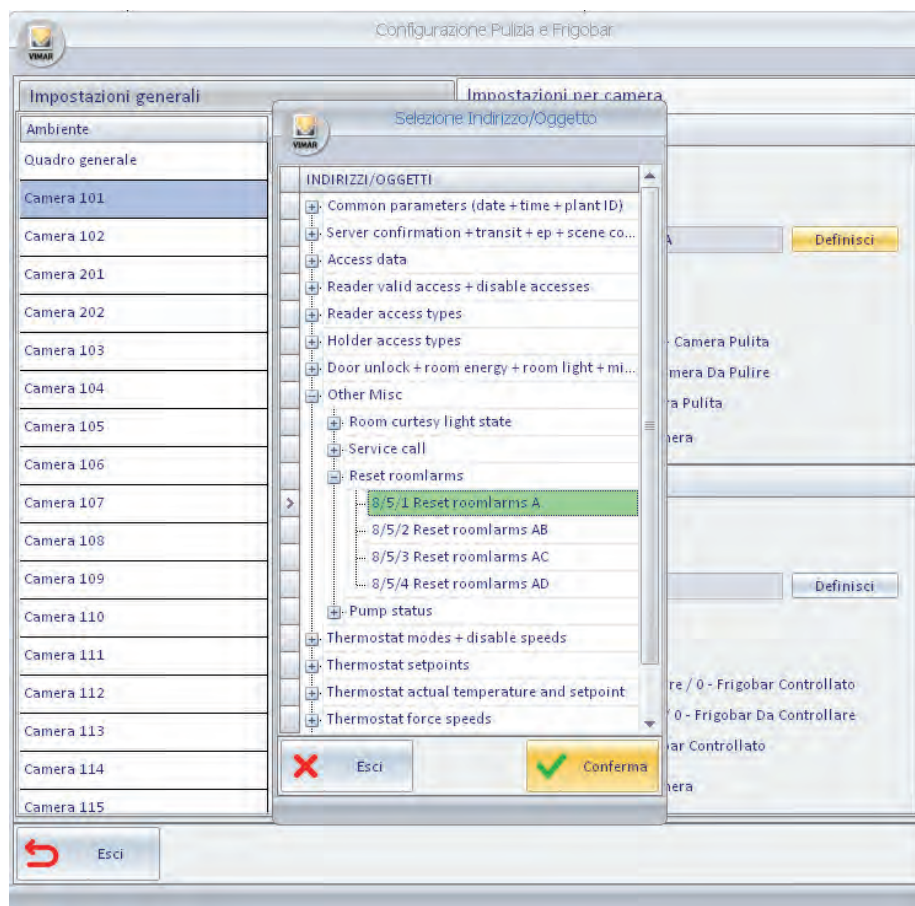 Configurazione Pulizia e Frigobar
VIMAR
Impostazioni generali
Impostazioni per camera
Ambiente
Quadro generale
Camera 101
Camera 102
Camera 201
Camera 202
Camera 103
Camera 104
Camera 105
Camera 106
Camera 107
Camera 108
Camera 109
Camera 110
Camera 111
Camera 112
Camera 113
Camera 114
Camera 115
Esci
Selezione Indirizzo/Oggetto
VIMAR
INDIRIZZI/OGGETTI
Common parameters (date + time + plant ID)
Server confirmation + transit + ep + scene co...
Access data
Reader valid access + disable accesses
Reader access types
Holder access types
Door unlock + room energy + room light + mi...
Other Misc
Room curtesy light state
Service call
Reset roomlarms
8/5/1 Reset roomlarms A
8/5/2 Reset roomlarms AB
8/5/3 Reset roomlarms AC
8/5/4 Reset roomlarms AD
Pump status
Thermostat modes + disable speeds
Thermostat setpoints
Thermostat actual temperature and setpoint
Thermostat force speeds
Esci
Conferma
A
Definisci
- Camera Pulita
mera Da Pulire
ra Pulita
nera
Definisci
re / 0 - Frigobar Controllato
/ 0 - Frigobar Da Controllare
bar Controllato
nera